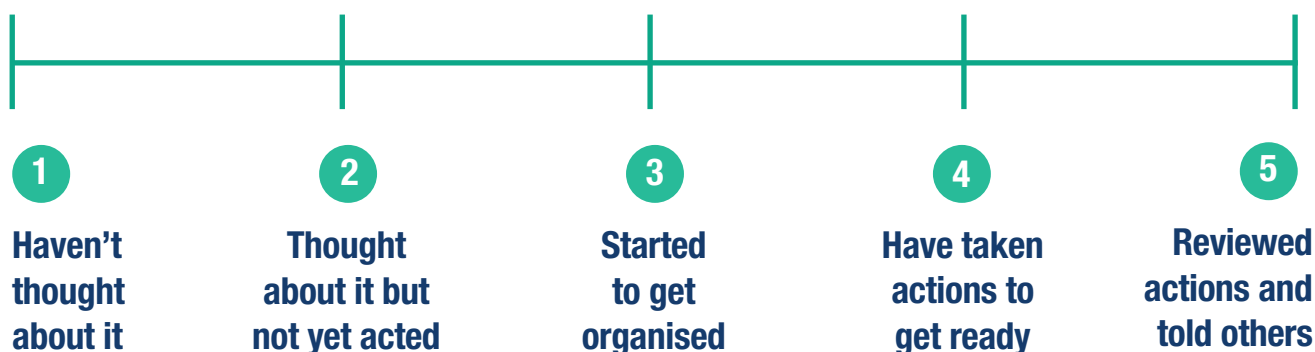 1
Haven’t
thought
about it
2
Thought
about it but
not yet acted
3
Started
to get
organised
4
Have taken
actions to
get ready
5
Reviewed
actions and
told others